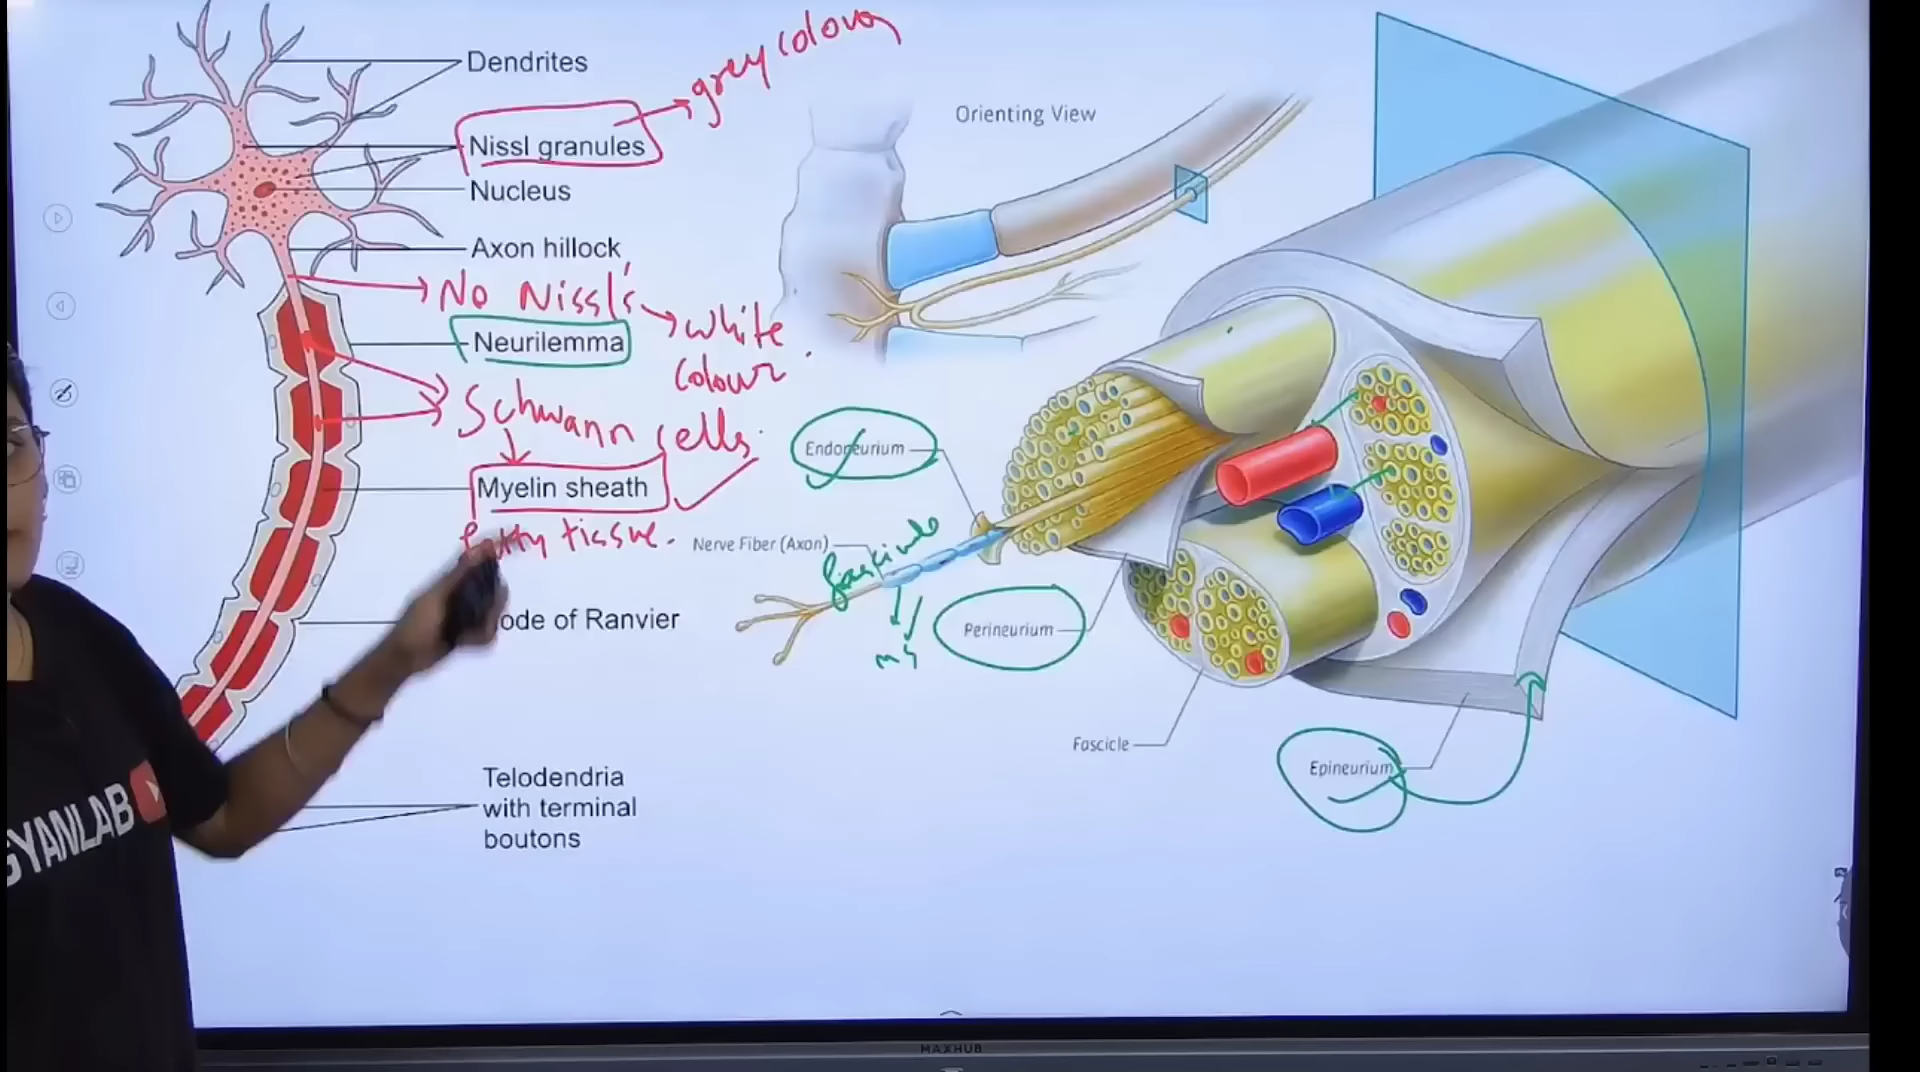 Dendrites
grey colour
Nissl granules
Nucleus
Axon hillock
No Nissl's
white
colour
Neurilemma
Schwann cells.
Myelin sheath
fatty tissue.
ode of Ranvier
Telodendria
with terminal
boutons
Orienting View
Endoneurium
Nerve Fiber (Axon)
Perineurium
Fascicle
Epineurium
GYANLAB
MAXHUB